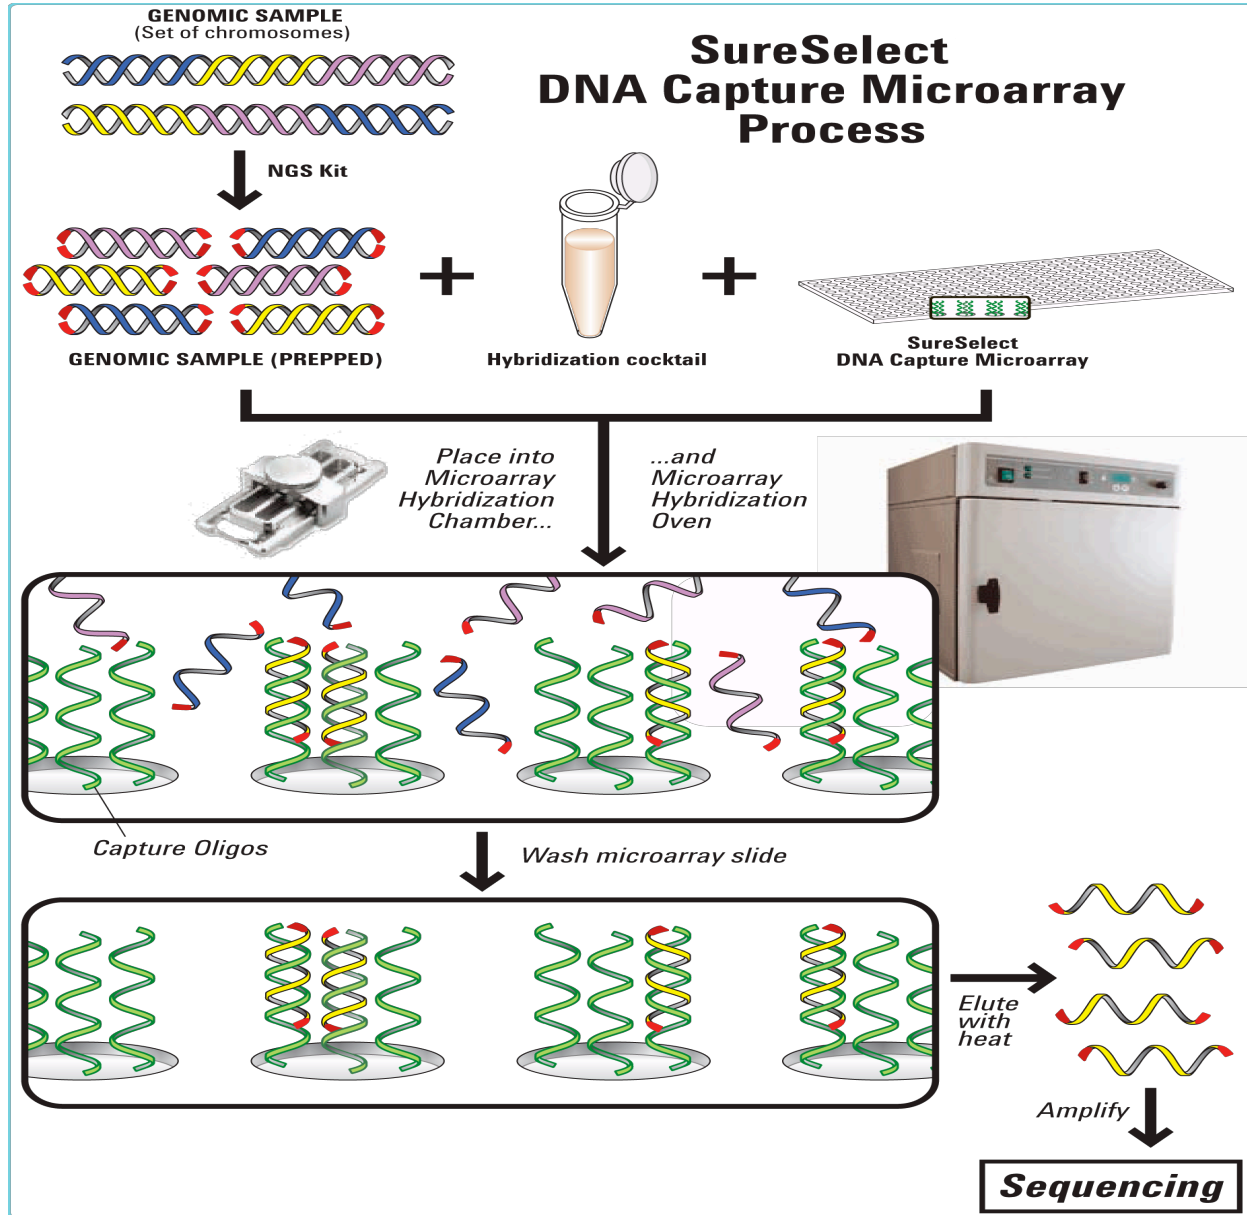 GENOMIC SAMPLE
(Set of chromosomes)
SureSelect
DNA Capture Microarray
Process
NGS Kit
GENOMIC SAMPLE (PREPPED)
Hybridization cocktail
SureSelect
DNA Capture Microarray
Place into
Microarray
Hybridization
Chamber...
...and
Microarray
Hybridization
Oven
Capture Oligos
Wash microarray slide
Elute
with
heat
Amplify
Sequencing